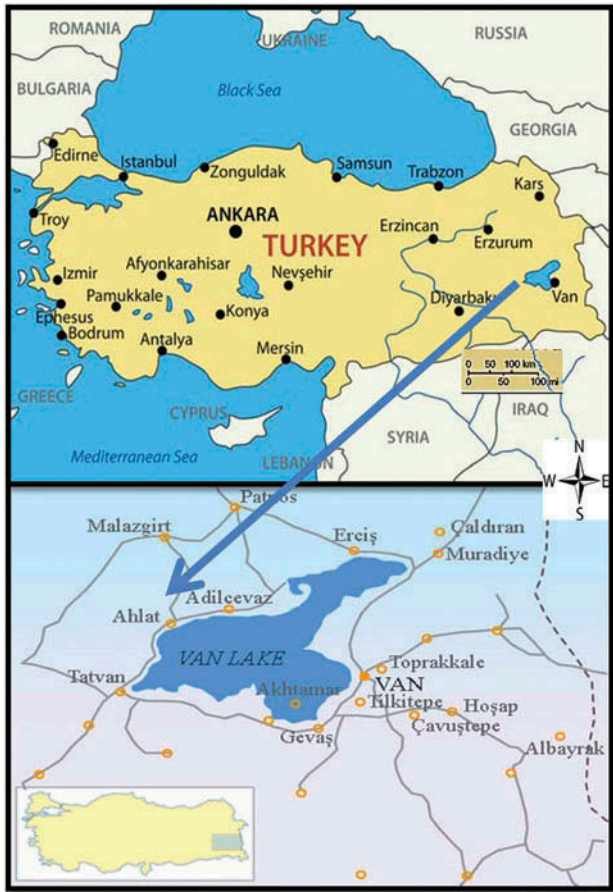 ROMANIA
UKRAINE
RUSSIA
BULGARIA
Black Sea
GEORGIA
Edirne
Istanbul
Zonguldak
Samsun
Trabzon
Kars
Troy
ANKARA
Erzincan
Erzurum
TURKEY
Izmir
Afyonkarahisar
Nevşehir
Van
Pamukkale
Konya
Diyarbakı
Ephesus
Bodrum
Antalya
Mersin
0 50 100 km
0 50 100 mi
GREECE
CYPRUS
SYRIA
IRAQ
Mediterranean Sea
LEBANON
N
W E
S
Patnos
Malazgirt
Erciş
Çaldıran
Muradiye
Adilcevaz
Ahlat
VAN LAKE
Toprakkale
Tatvan
VAN
Akhtamar
Tilkitepe
Hoşap
Gevaş
Çavuştepe
Albayrak